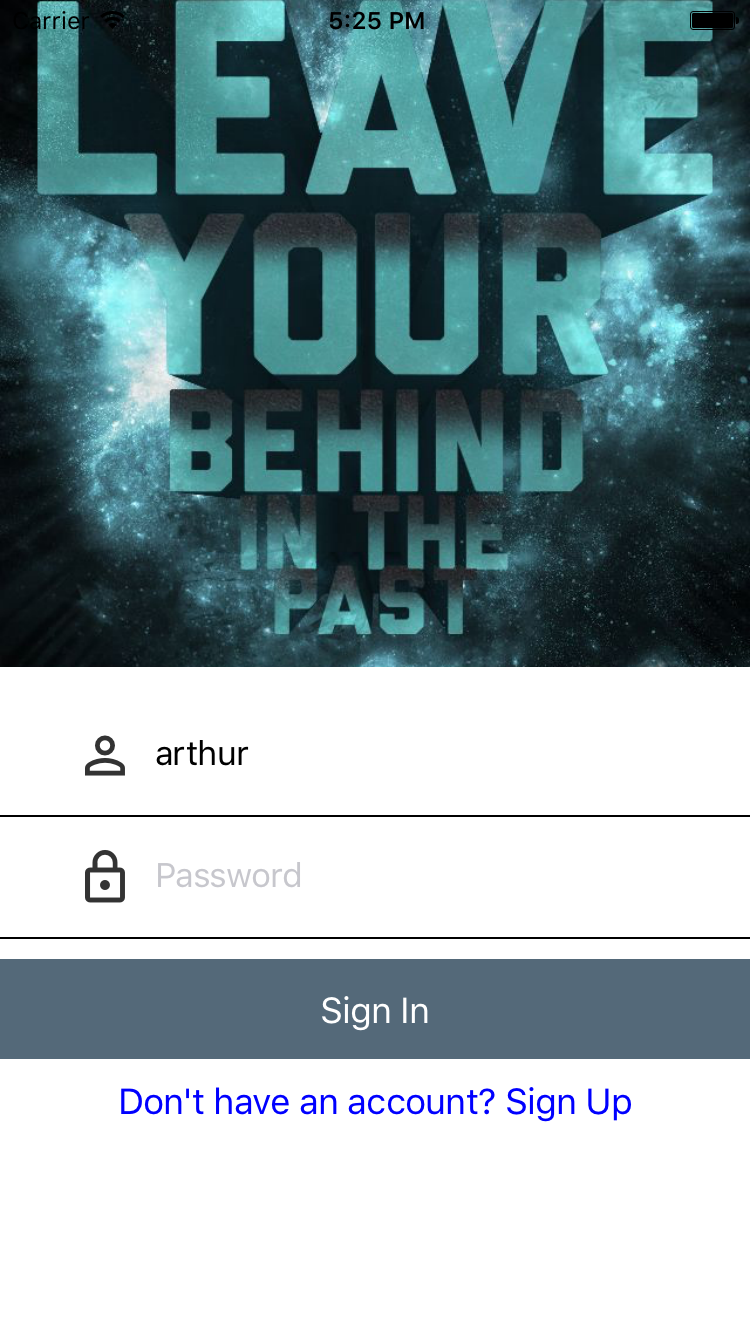 Carrier 5:25 PM
LEAVE
YOUR
BEHIND
IN THE
PAST
arthur
Password
Sign In
Don't have an account? Sign Up